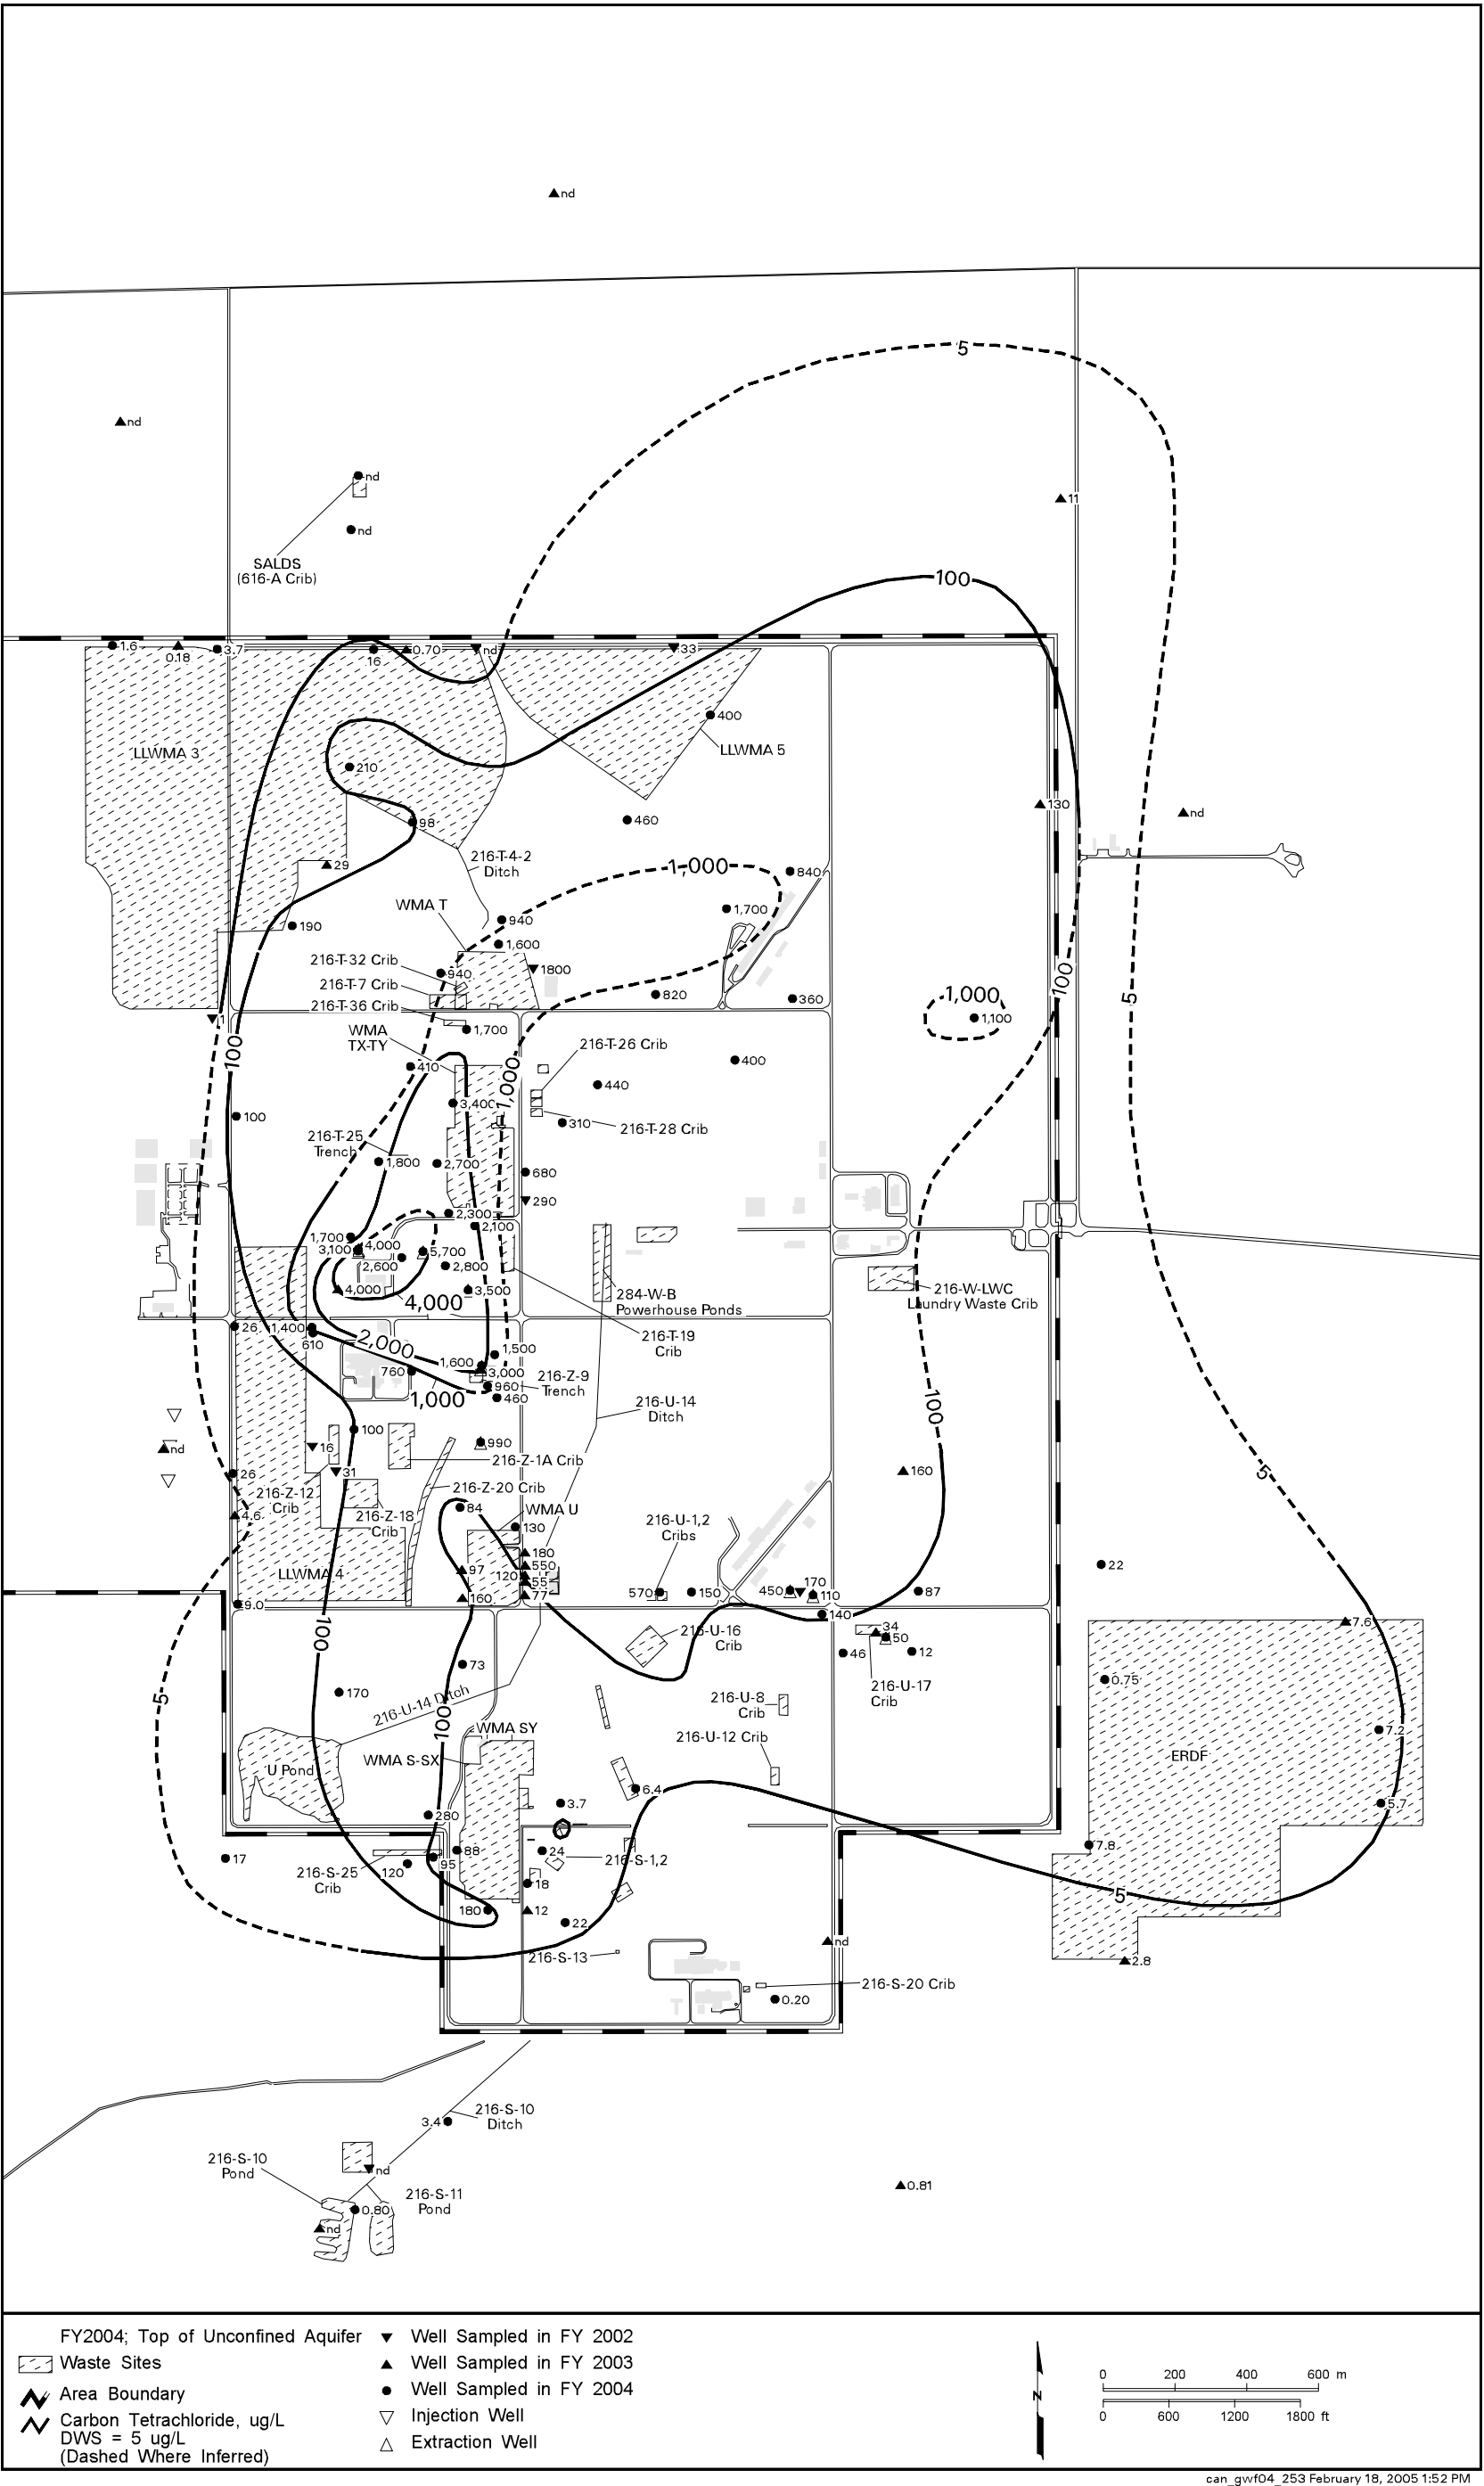 nd
5
nd
nd
11
nd
SALDS
(616-A Crib)
100
1.6
0.18
3.7
16
0.70
nd
33
400
LLWMA 3
LLWMA 5
210
130
nd
98
460
216-T-4-2
Ditch
29
1,000
840
WMA T
1,700
190
940
1,600
216-T-32 Crib
940
1800
216-T-7 Crib
820
360
1,000
100
5
216-T-36 Crib
1,100
1
1,700
WMA
TX-TY
216-T-26 Crib
100
410
400
1,000
440
3,400
100
310
216-T-28 Crib
216-T-25
Trench
1,800
2,700
680
290
2,300
2,100
1,700
3,100
4,000
5,700
2,600
2,800
4,000
3,500
4,000
284-W-B
Powerhouse Ponds
216-W-LWC
Laundry Waste Crib
26
1,400
610
2,000
216-T-19
Crib
1,500
1,600
3,000
760
960
216-Z-9
Trench
1,000
460
216-U-14
Ditch
100
100
nd
16
990
216-Z-1A Crib
26
31
160
5
216-Z-20 Crib
216-Z-12
Crib
84
WMA U
4.6
216-Z-18
Crib
130
216-U-1,2
Cribs
180
550
22
LLWMA 4
97
120
55
170
160
77
570
150
450
110
87
9.0
140
7.6
100
216-U-16
Crib
34
50
46
12
73
0.75
170
216-U-14 Ditch
216-U-8
Crib
216-U-17
Crib
5
100
WMA SY
7.2
216-U-12 Crib
WMA S-SX
ERDF
U Pond
6.4
3.7
5.7
280
7.8
17
88
24
216-S-1,2
95
216-S-25
Crib
120
18
5
180
12
22
nd
216-S-13
2.8
216-S-20 Crib
0.20
216-S-10
Ditch
3.4
216-S-10
Pond
nd
0.81
216-S-11
Pond
0.80
nd
FY2004; Top of Unconfined Aquifer
Waste Sites
Area Boundary
Carbon Tetrachloride, ug/L
DWS = 5 ug/L
(Dashed Where Inferred)
Well Sampled in FY 2002
Well Sampled in FY 2003
Well Sampled in FY 2004
Injection Well
Extraction Well
N
0 200 400 600 m
0 600 1200 1800 ft
can_gwf04_253 February 18, 2005 1:52 PM